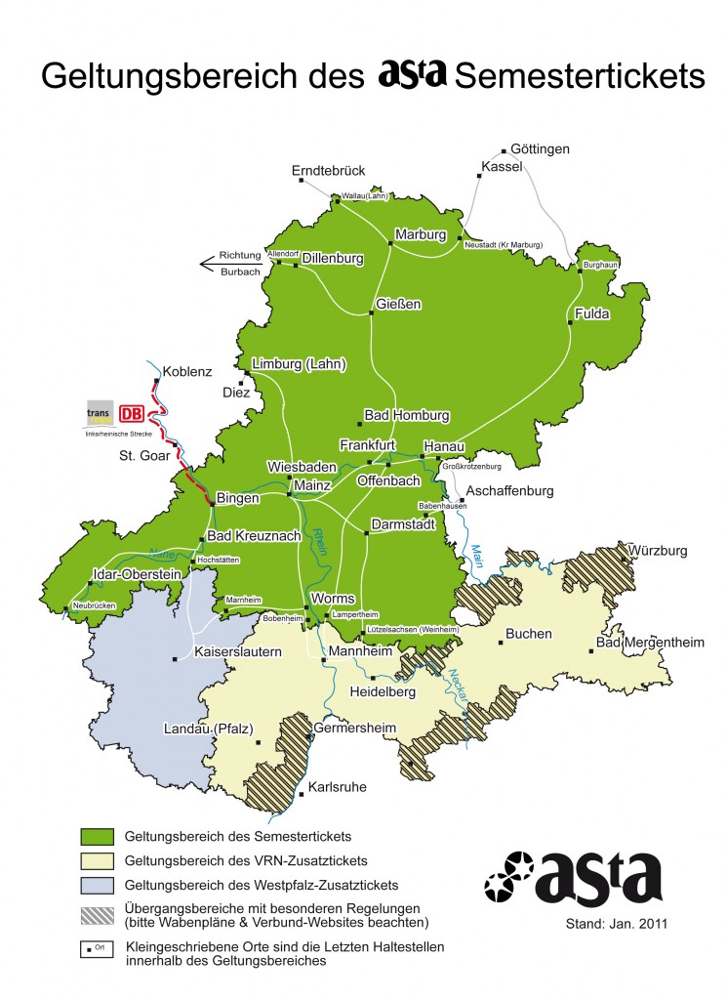 Geltungsbereich des asta Semestertickets
Göttingen
Kassel
Erndtebrück
Wallau(Lahn)
Marburg
Neustadt (Kr Marburg)
Richtung
Burbach
Allendorf
Dillenburg
Burghaun
Gießen
Fulda
Limburg (Lahn)
Koblenz
Diez
trans
DB
linksrheinische Strecke
Bad Homburg
St. Goar
Frankfurt
Hanau
Großkrotzenburg
Wiesbaden
Offenbach
Mainz
Aschaffenburg
Bingen
Babenhausen
Darmstadt
Rhein
Bad Kreuznach
Main
Würzburg
Nahe
Hochstätten
Idar-Oberstein
Neubrücken
Marnheim
Worms
Bobenheim
Lampertheim
Lützelsachsen (Weinheim)
Buchen
Bad Mergentheim
Kaiserslautern
Mannheim
Heidelberg
Neckar
Landau (Pfalz)
Germersheim
Karlsruhe
Geltungsbereich des Semestertickets
Geltungsbereich des VRN-Zusatztickets
Geltungsbereich des Westpfalz-Zusatztickets
Übergangsbereiche mit besonderen Regelungen
(bitte Wabenpläne & Verbund-Websites beachten)
Ort
Kleingeschriebene Orte sind die Letzten Haltestellen
innerhalb des Geltungsbereiches
asta
Stand: Jan. 2011